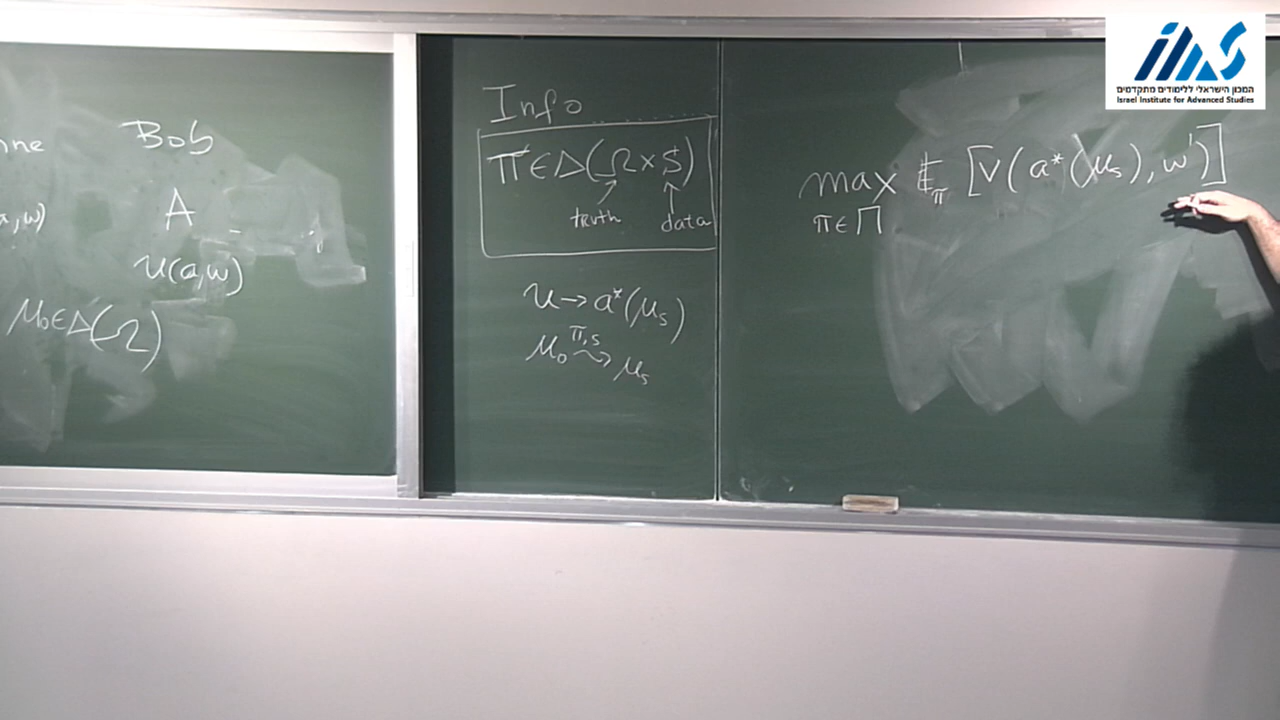 nne
a,w)
Bob
A
u(a,w)
μ₀∈Δ(Ω)
Info
π∈Δ(Ω×S)
truth
data
u→a*(μₛ)
π,s
μ₀ ⇝ μₛ
max 𝔼_π [v(a*(μₛ),w)]
π∈Π
המכון הישראלי ללימודים מתקדמים
Israel Institute for Advanced Studies